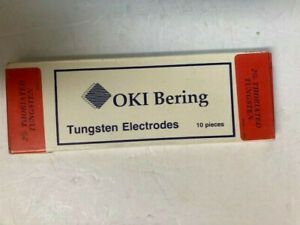 2% THORIATED
TUNGSTEN
OKI Bering
Tungsten Electrodes
10 pieces
2% THORIATED
TUNGSTEN